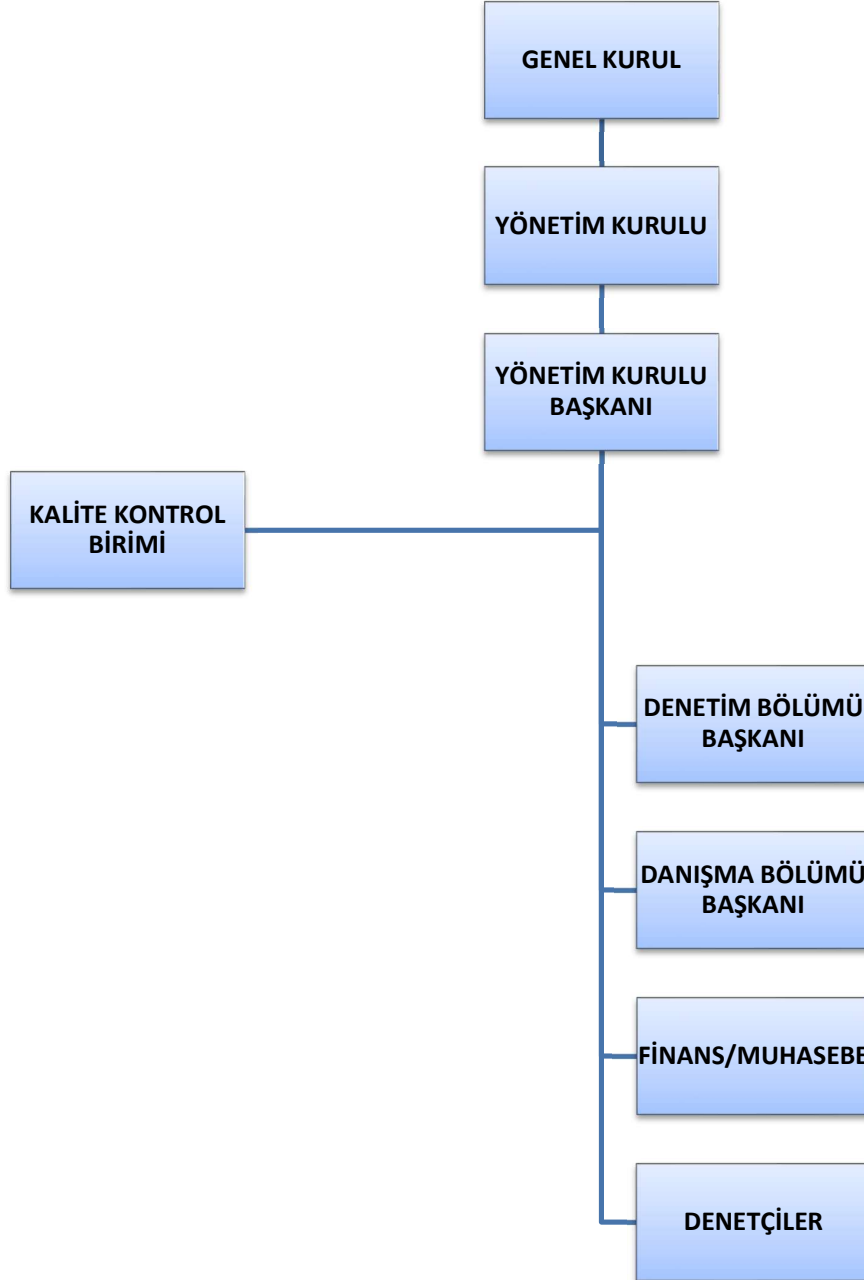 GENEL KURUL
YÖNETİM KURULU
YÖNETİM KURULU
BAŞKANI
KALİTE KONTROL
BİRİMİ
DENETİM BÖLÜMÜ
BAŞKANI
DANIŞMA BÖLÜMÜ
BAŞKANI
FİNANS/MUHASEBE
DENETÇİLER